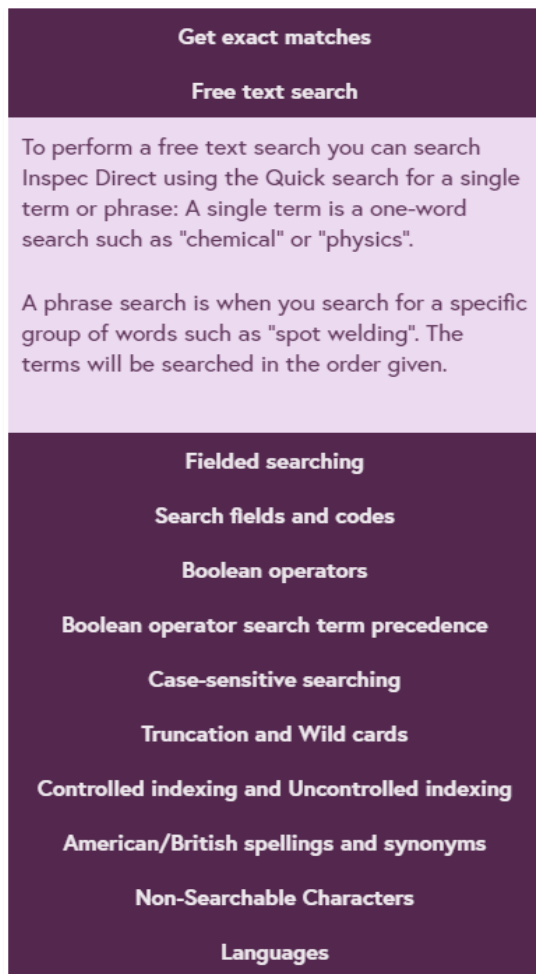 Get exact matches
Free text search
To perform a free text search you can search
Inspec Direct using the Quick search for a single
term or phrase: A single term is a one-word
search such as "chemical" or "physics".
A phrase search is when you search for a specific
group of words such as "spot welding". The
terms will be searched in the order given.
Fielded searching
Search fields and codes
Boolean operators
Boolean operator search term precedence
Case-sensitive searching
Truncation and Wild cards
Controlled indexing and Uncontrolled indexing
American/British spellings and synonyms
Non-Searchable Characters
Languages